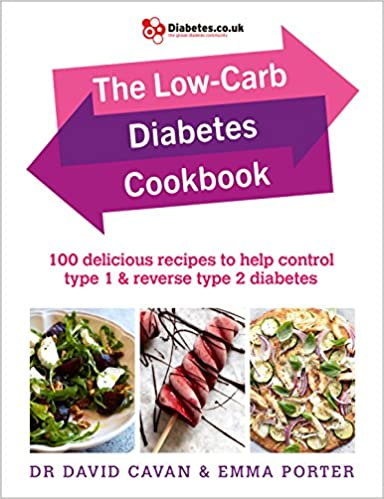 Diabetes.co.uk
the global diabetes community
The Low-Carb
Diabetes
Cookbook
100 delicious recipes to help control
type 1 & reverse type 2 diabetes
DR DAVID CAVAN & EMMA PORTER